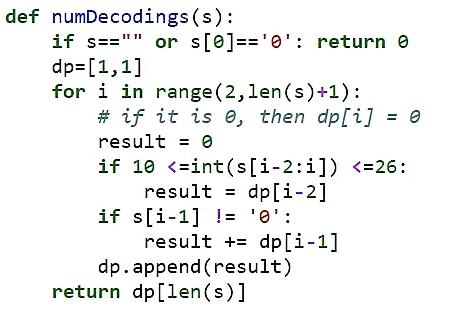 def numDecodings(s):
    if s=="" or s[0]=='0': return 0
    dp=[1,1]
    for i in range(2,len(s)+1):
        # if it is 0, then dp[i] = 0
        result = 0
        if 10 <=int(s[i-2:i]) <=26:
            result = dp[i-2]
        if s[i-1] != '0':
            result += dp[i-1]
        dp.append(result)
    return dp[len(s)]